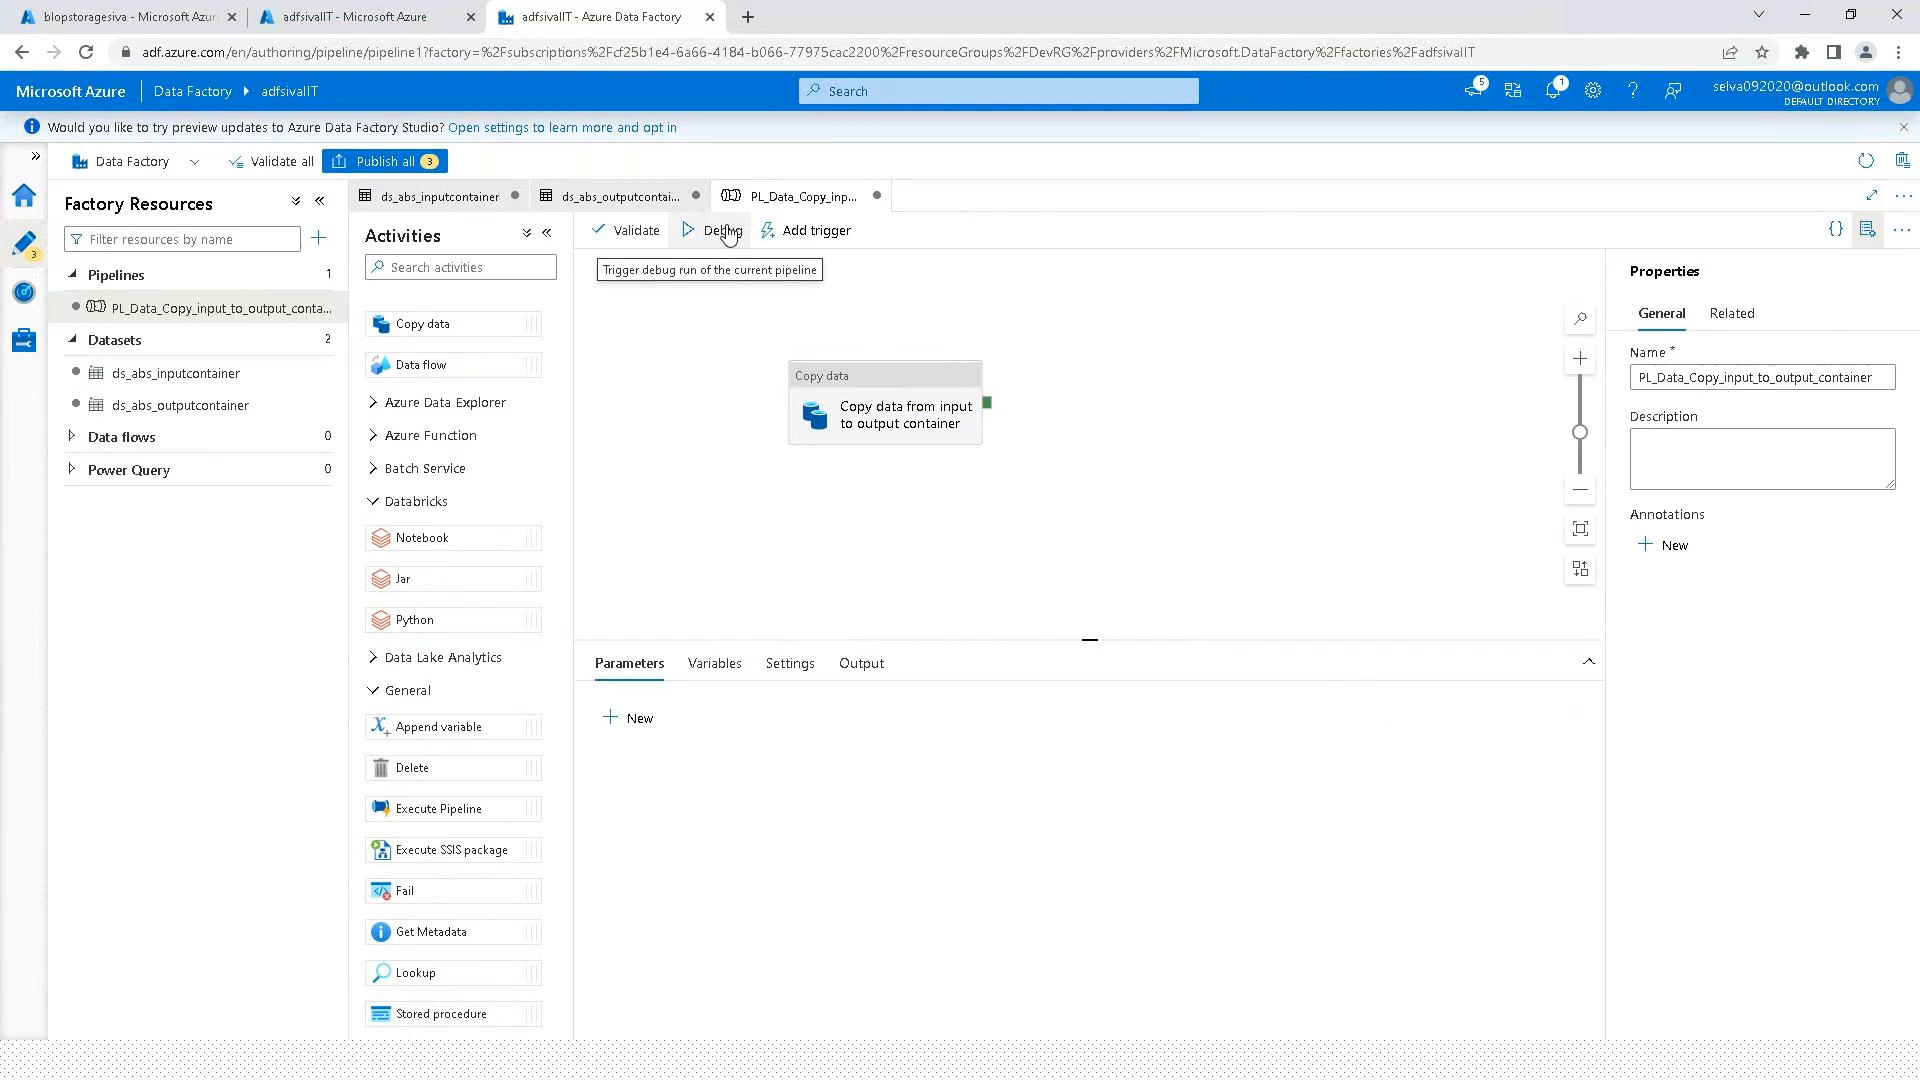 blopstoragesiva - Microsoft Azur
adfsivaIIT - Microsoft Azure
adfsivaIIT - Azure Data Factory
adf.azure.com/en/authoring/pipeline/pipeline1?factory=%2Fsubscriptions%2Fcf25b1e4-6a66-4184-b066-77975cac2200%2FresourceGroups%2FDevRG%2Fproviders%2FMicrosoft.DataFactory%2Ffactories%2FadfsivaIIT
Microsoft Azure
Data Factory
adfsivaIIT
Search
5
1
selva092020@outlook.com
DEFAULT DIRECTORY
Would you like to try preview updates to Azure Data Factory Studio? Open settings to learn more and opt in
Data Factory
Validate all
Publish all 3
Factory Resources
Filter resources by name
3
Pipelines 1
PL_Data_Copy_input_to_output_conta...
Datasets 2
ds_abs_inputcontainer
ds_abs_outputcontainer
Data flows 0
Power Query 0
ds_abs_inputcontainer
ds_abs_outputcontai...
PL_Data_Copy_inp...
Activities
Search activities
Copy data
Data flow
Azure Data Explorer
Azure Function
Batch Service
Databricks
Notebook
Jar
Python
Data Lake Analytics
General
Append variable
Delete
Execute Pipeline
Execute SSIS package
Fail
Get Metadata
Lookup
Stored procedure
Validate
Debug
Add trigger
Trigger debug run of the current pipeline
Copy data
Copy data from input
to output container
Parameters
Variables
Settings
Output
New
Properties
General
Related
Name *
PL_Data_Copy_input_to_output_container
Description
Annotations
New